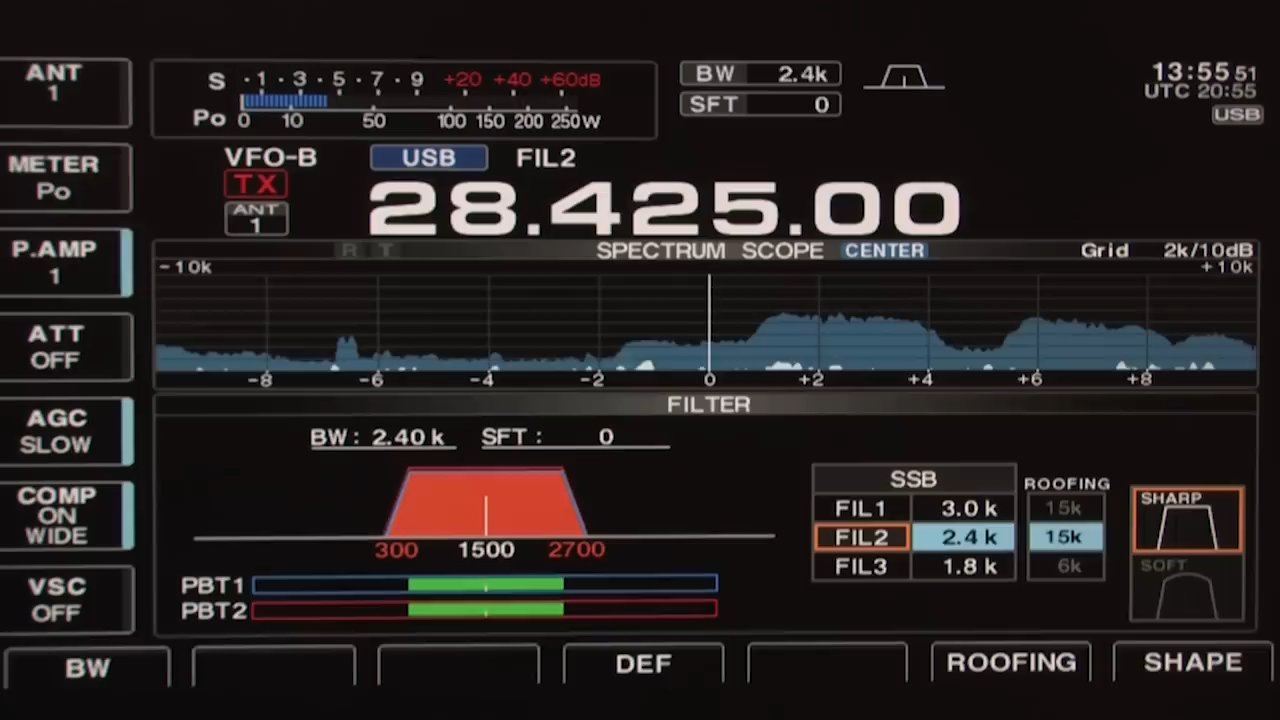 ANT
1
S · 1 · 3 · 5 · 7 · 9 +20 +40 +60dB
Po 0 10 50 100 150 200 250W
BW 2.4k
SFT 0
13:55 51
UTC 20:55
USB
METER
Po
VFO-B USB FIL2
TX
ANT
1
28.425.00
P.AMP
1
R T SPECTRUM SCOPE CENTER Grid 2k/10dB
-10k +10k
-8 -6 -4 -2 0 +2 +4 +6 +8
ATT
OFF
AGC
SLOW
FILTER
BW: 2.40k SFT: 0
300 1500 2700
PBT1
PBT2
SSB
FIL1 3.0k
FIL2 2.4k
FIL3 1.8k
ROOFING
15k
15k
6k
SHARP
SOFT
COMP
ON
WIDE
VSC
OFF
BW DEF ROOFING SHAPE